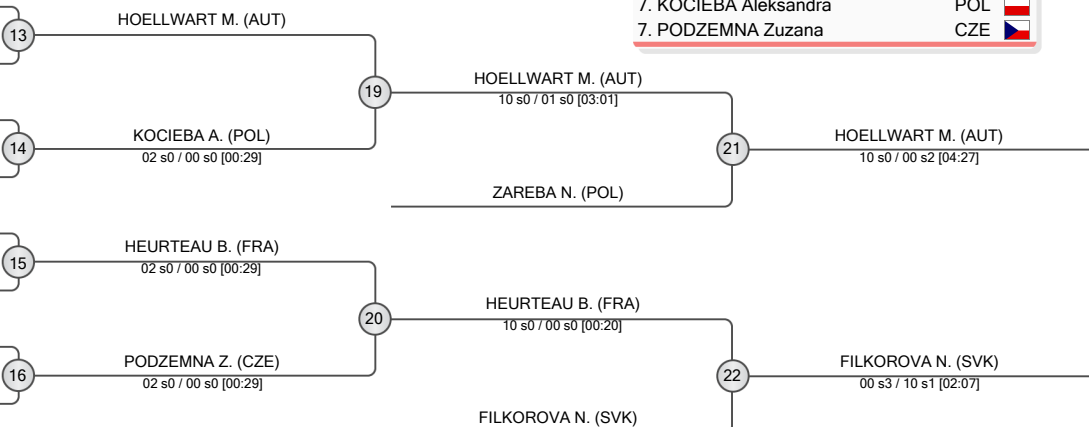 7. KOCIEBA Aleksandra POL
7. PODZEMNA Zuzana CZE
HOELLWART M. (AUT)
13
HOELLWART M. (AUT)
10 s0 / 01 s0 [03:01]
19
KOCIEBA A. (POL)
02 s0 / 00 s0 [00:29]
14
HOELLWART M. (AUT)
10 s0 / 00 s2 [04:27]
21
ZAREBA N. (POL)
HEURTEAU B. (FRA)
02 s0 / 00 s0 [00:29]
15
HEURTEAU B. (FRA)
10 s0 / 00 s0 [00:20]
20
PODZEMNA Z. (CZE)
02 s0 / 00 s0 [00:29]
16
FILKOROVA N. (SVK)
00 s3 / 10 s1 [02:07]
22
FILKOROVA N. (SVK)